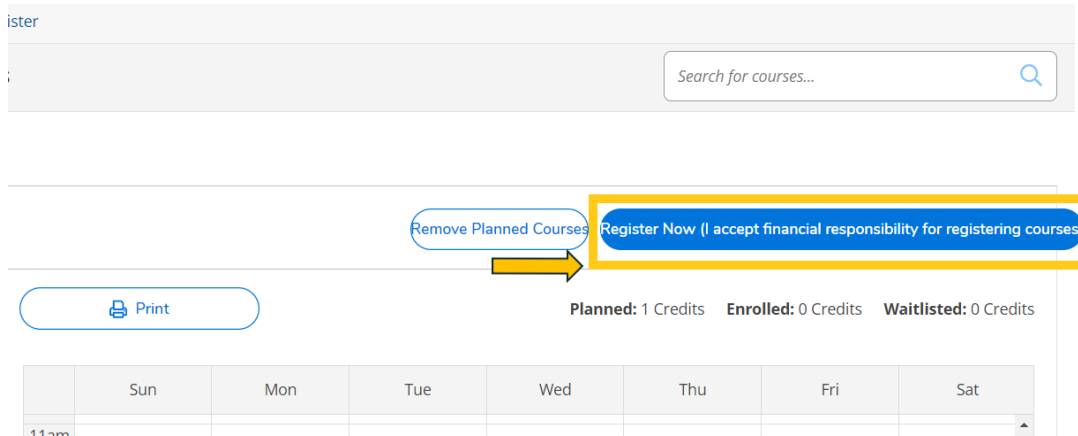 ister
s
Search for courses...
Remove Planned Courses
Register Now (I accept financial responsibility for registering courses
Print
Planned: 1 Credits Enrolled: 0 Credits Waitlisted: 0 Credits
Sun Mon Tue Wed Thu Fri Sat
11am